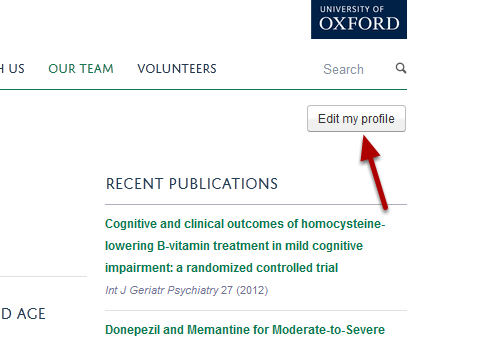 UNIVERSITY OF
OXFORD
H US OUR TEAM VOLUNTEERS Search
Edit my profile
RECENT PUBLICATIONS
Cognitive and clinical outcomes of homocysteine-
lowering B-vitamin treatment in mild cognitive
impairment: a randomized controlled trial
Int J Geriatr Psychiatry 27 (2012)
D AGE
Donepezil and Memantine for Moderate-to-Severe